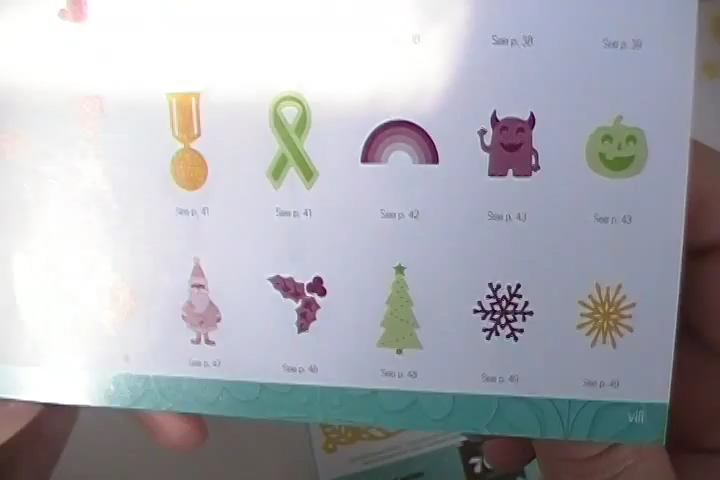 See p. 38
See p. 39
See p. 41
See p. 41
See p. 42
See p. 43
See p. 43
See p. 47
See p. 48
See p. 48
See p. 49
See p. 49
viii